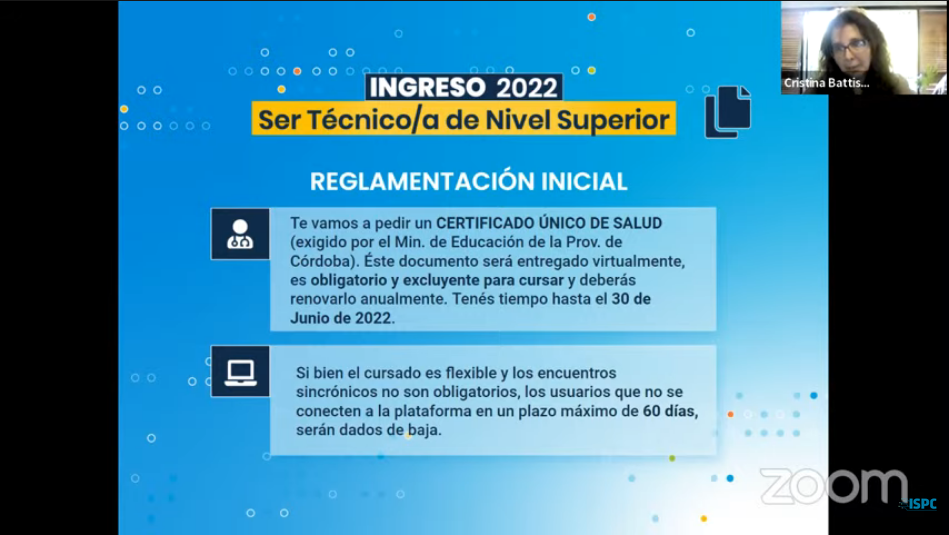 INGRESO 2022
Ser Técnico/a de Nivel Superior
Cristina Battis...
REGLAMENTACIÓN INICIAL
Te vamos a pedir un CERTIFICADO ÚNICO DE SALUD
(exigido por el Min. de Educación de la Prov. de
Córdoba). Éste documento será entregado virtualmente,
es obligatorio y excluyente para cursar y deberás
renovarlo anualmente. Tenés tiempo hasta el 30 de
Junio de 2022.
Si bien el cursado es flexible y los encuentros
sincrónicos no son obligatorios, los usuarios que no se
conecten a la plataforma en un plazo máximo de 60 días,
serán dados de baja.
zoom
ISPC